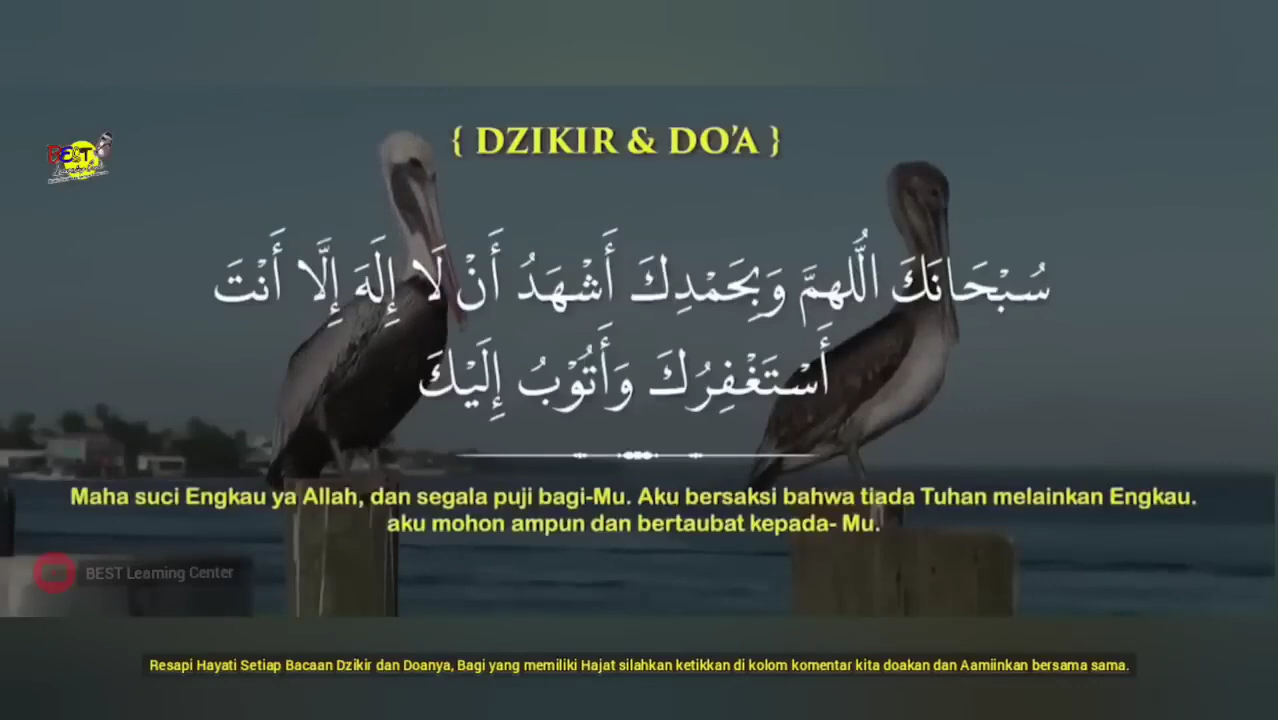 { DZIKIR & DO’A }
BEST
سُبْحَانَكَ اللَّهمَّ وَبِحَمْدِكَ أَشْهَدُ أَنْ لَا إِلَهَ إِلَّا أَنْتَ
أَسْتَغْفِرُكَ وَأَتُوْبُ إِلَيْكَ
Maha suci Engkau ya Allah, dan segala puji bagi-Mu. Aku bersaksi bahwa tiada Tuhan melainkan Engkau.
aku mohon ampun dan bertaubat kepada- Mu.
BEST Learning Center
Resapi Hayati Setiap Bacaan Dzikir dan Doanya, Bagi yang memiliki Hajat silahkan ketikkan di kolom komentar kita doakan dan Aamiinkan bersama sama.